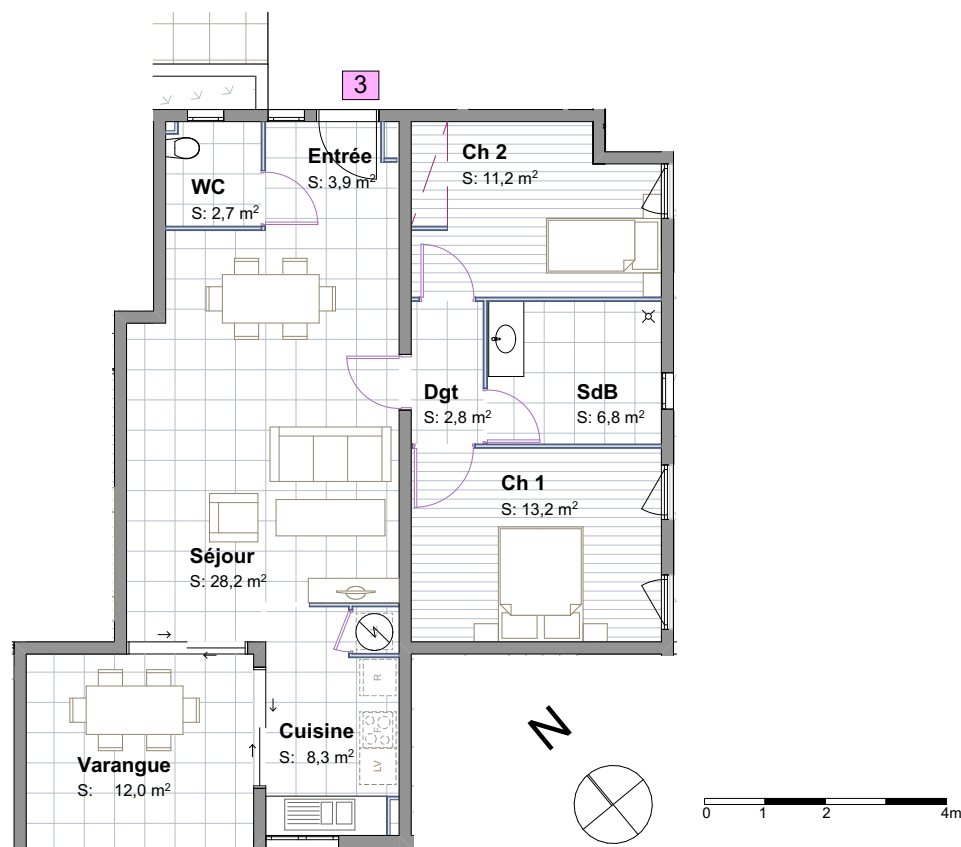 3
Entrée
S: 3,9 m²
WC
S: 2,7 m²
Ch 2
S: 11,2 m²
Dgt
S: 2,8 m²
SdB
S: 6,8 m²
Ch 1
S: 13,2 m²
Séjour
S: 28,2 m²
R
F
LV
Cuisine
S: 8,3 m²
Varangue
S: 12,0 m²
N
0 1 2 4m